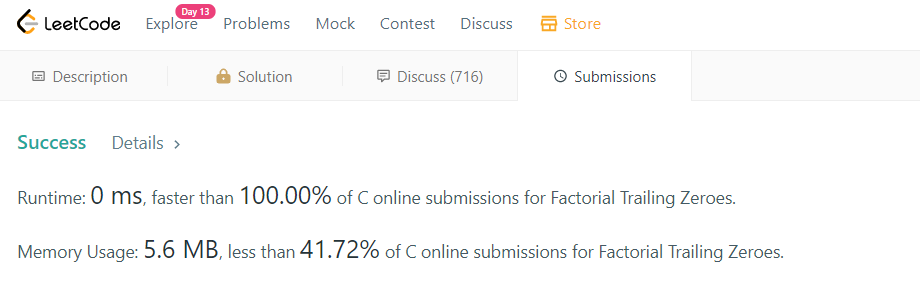 Day 13
LeetCode Explore Problems Mock Contest Discuss Store
Description Solution Discuss (716) Submissions
Success Details >
Runtime: 0 ms, faster than 100.00% of C online submissions for Factorial Trailing Zeroes.
Memory Usage: 5.6 MB, less than 41.72% of C online submissions for Factorial Trailing Zeroes.